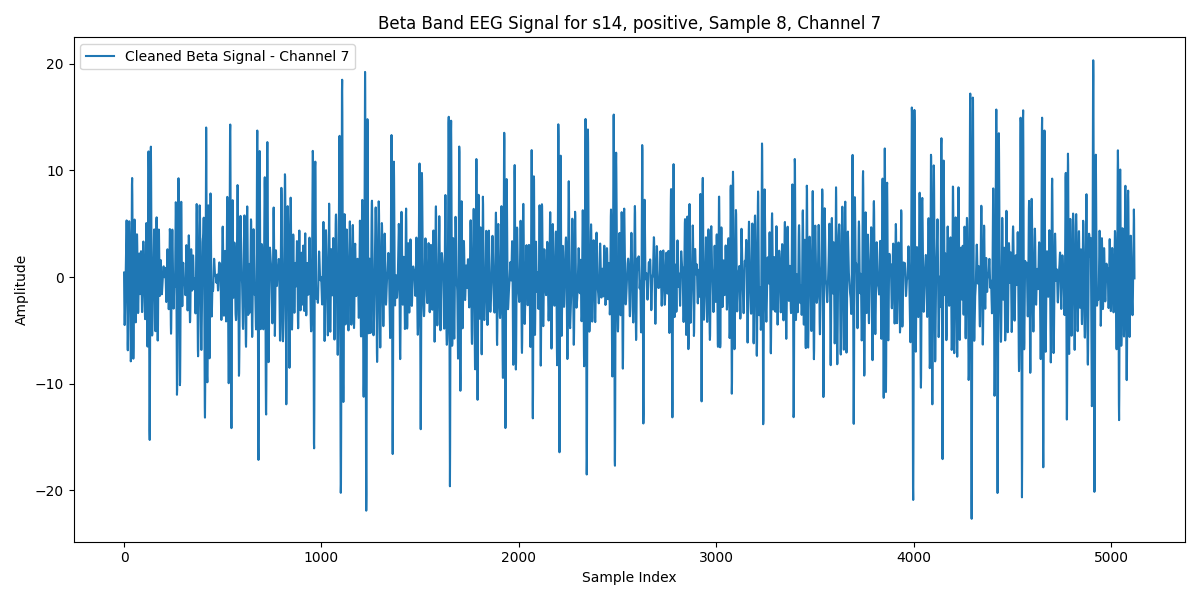 Beta Band EEG Signal for s14, positive, Sample 8, Channel 7
Cleaned Beta Signal - Channel 7
Amplitude
20
10
0
−10
−20
0 1000 2000 3000 4000 5000
Sample Index